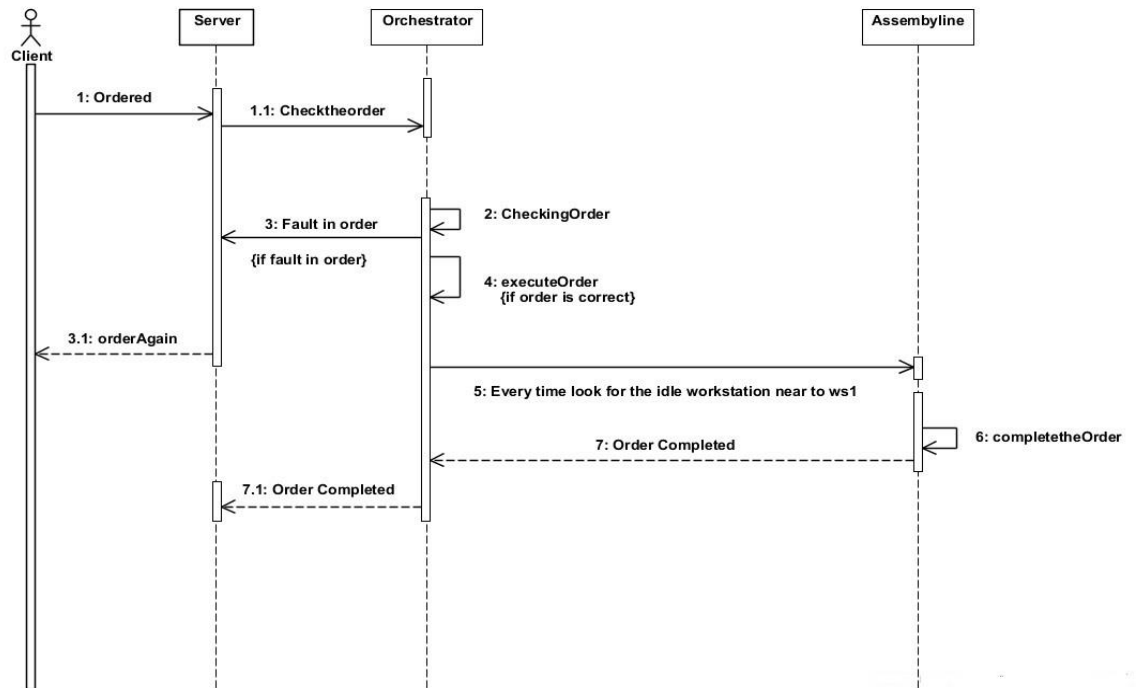 Server
Orchestrator
Assembyline
Client
1: Ordered
1.1: Checktheorder
2: CheckingOrder
3: Fault in order
{if fault in order}
4: executeOrder
{if order is correct}
3.1: orderAgain
5: Every time look for the idle workstation near to ws1
6: completetheOrder
7: Order Completed
7.1: Order Completed